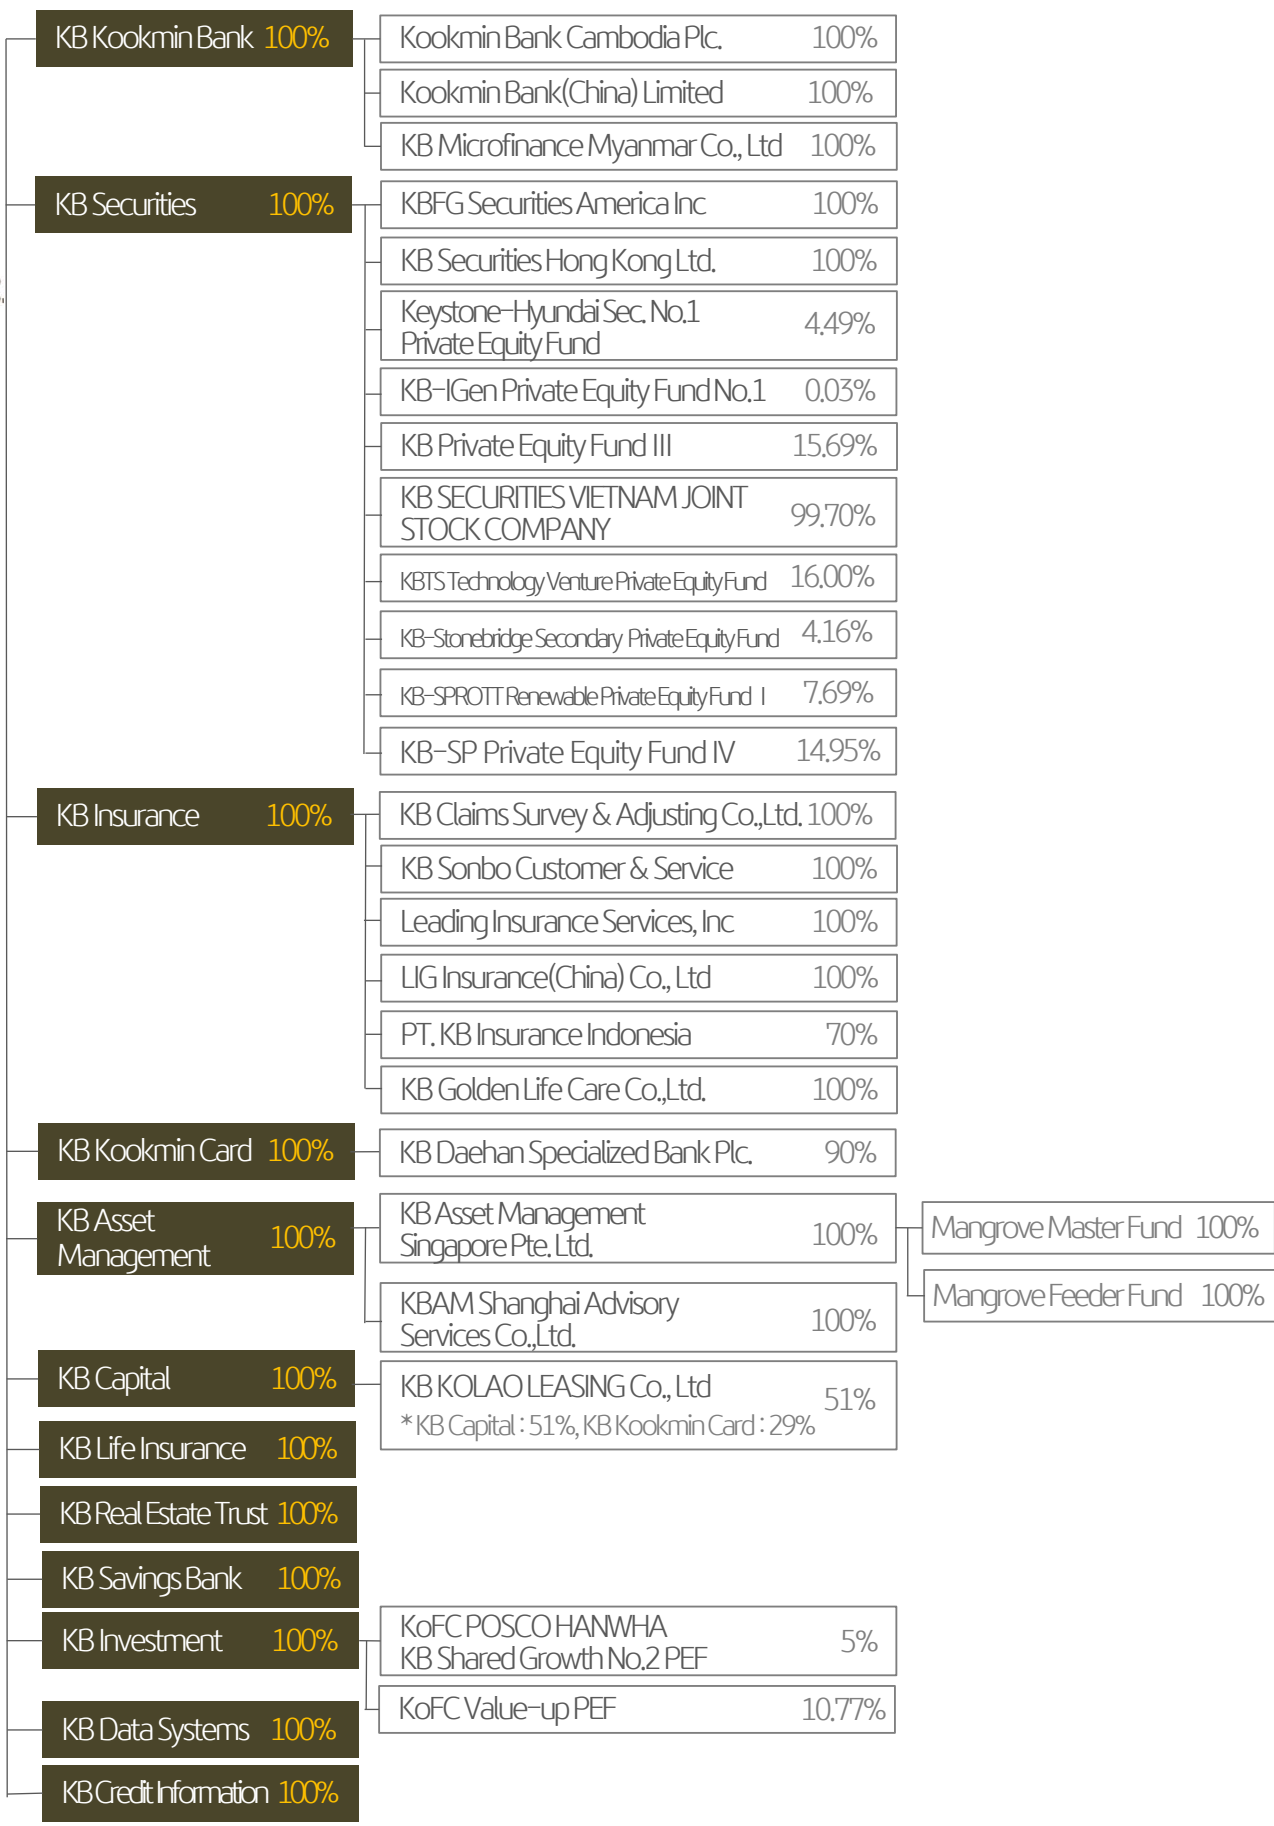 KB Kookmin Bank 100%
Kookmin Bank Cambodia Plc. 100%
Kookmin Bank(China) Limited 100%
KB Microfinance Myanmar Co., Ltd 100%
KB Securities 100%
KBFG Securities America Inc 100%
KB Securities Hong Kong Ltd. 100%
Keystone-Hyundai Sec. No.1
Private Equity Fund
4.49%
KB-IGen Private Equity Fund No.1 0.03%
KB Private Equity Fund III 15.69%
KB SECURITIES VIETNAM JOINT
STOCK COMPANY
99.70%
KBTS Technology Venture Private Equity Fund 16.00%
KB-Stonebridge Secondary Private Equity Fund 4.16%
KB-SPROTT Renewable Private Equity Fund I 7.69%
KB-SP Private Equity Fund IV 14.95%
KB Insurance 100%
KB Claims Survey & Adjusting Co.,Ltd. 100%
KB Sonbo Customer & Service 100%
Leading Insurance Services, Inc 100%
LIG Insurance(China) Co., Ltd 100%
PT. KB Insurance Indonesia 70%
KB Golden Life Care Co.,Ltd. 100%
KB Kookmin Card 100%
KB Daehan Specialized Bank Plc. 90%
KB Asset
Management
100%
KB Asset Management
Singapore Pte. Ltd.
100%
Mangrove Master Fund 100%
Mangrove Feeder Fund 100%
KBAM Shanghai Advisory
Services Co.,Ltd.
100%
KB Capital 100%
KB KOLAO LEASING Co., Ltd
51%
* KB Capital : 51%, KB Kookmin Card : 29%
KB Life Insurance 100%
KB Real Estate Trust 100%
KB Savings Bank 100%
KB Investment 100%
KoFC POSCO HANWHA
KB Shared Growth No.2 PEF
5%
KoFC Value-up PEF 10.77%
KB Data Systems 100%
KB Credit Information 100%